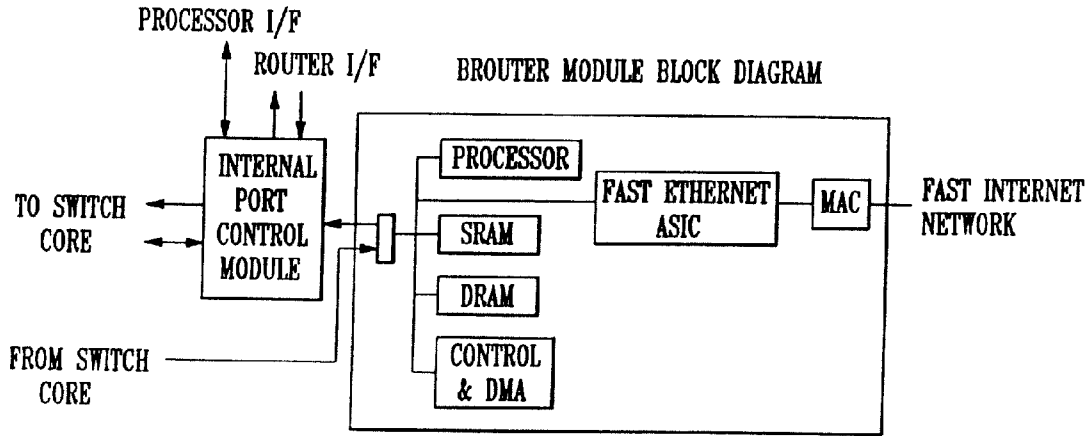 PROCESSOR I/F
ROUTER I/F
BROUTER MODULE BLOCK DIAGRAM
INTERNAL
PORT
CONTROL
MODULE
TO SWITCH
CORE
FROM SWITCH
CORE
PROCESSOR
SRAM
DRAM
CONTROL
& DMA
FAST ETHERNET
ASIC
MAC
FAST INTERNET
NETWORK